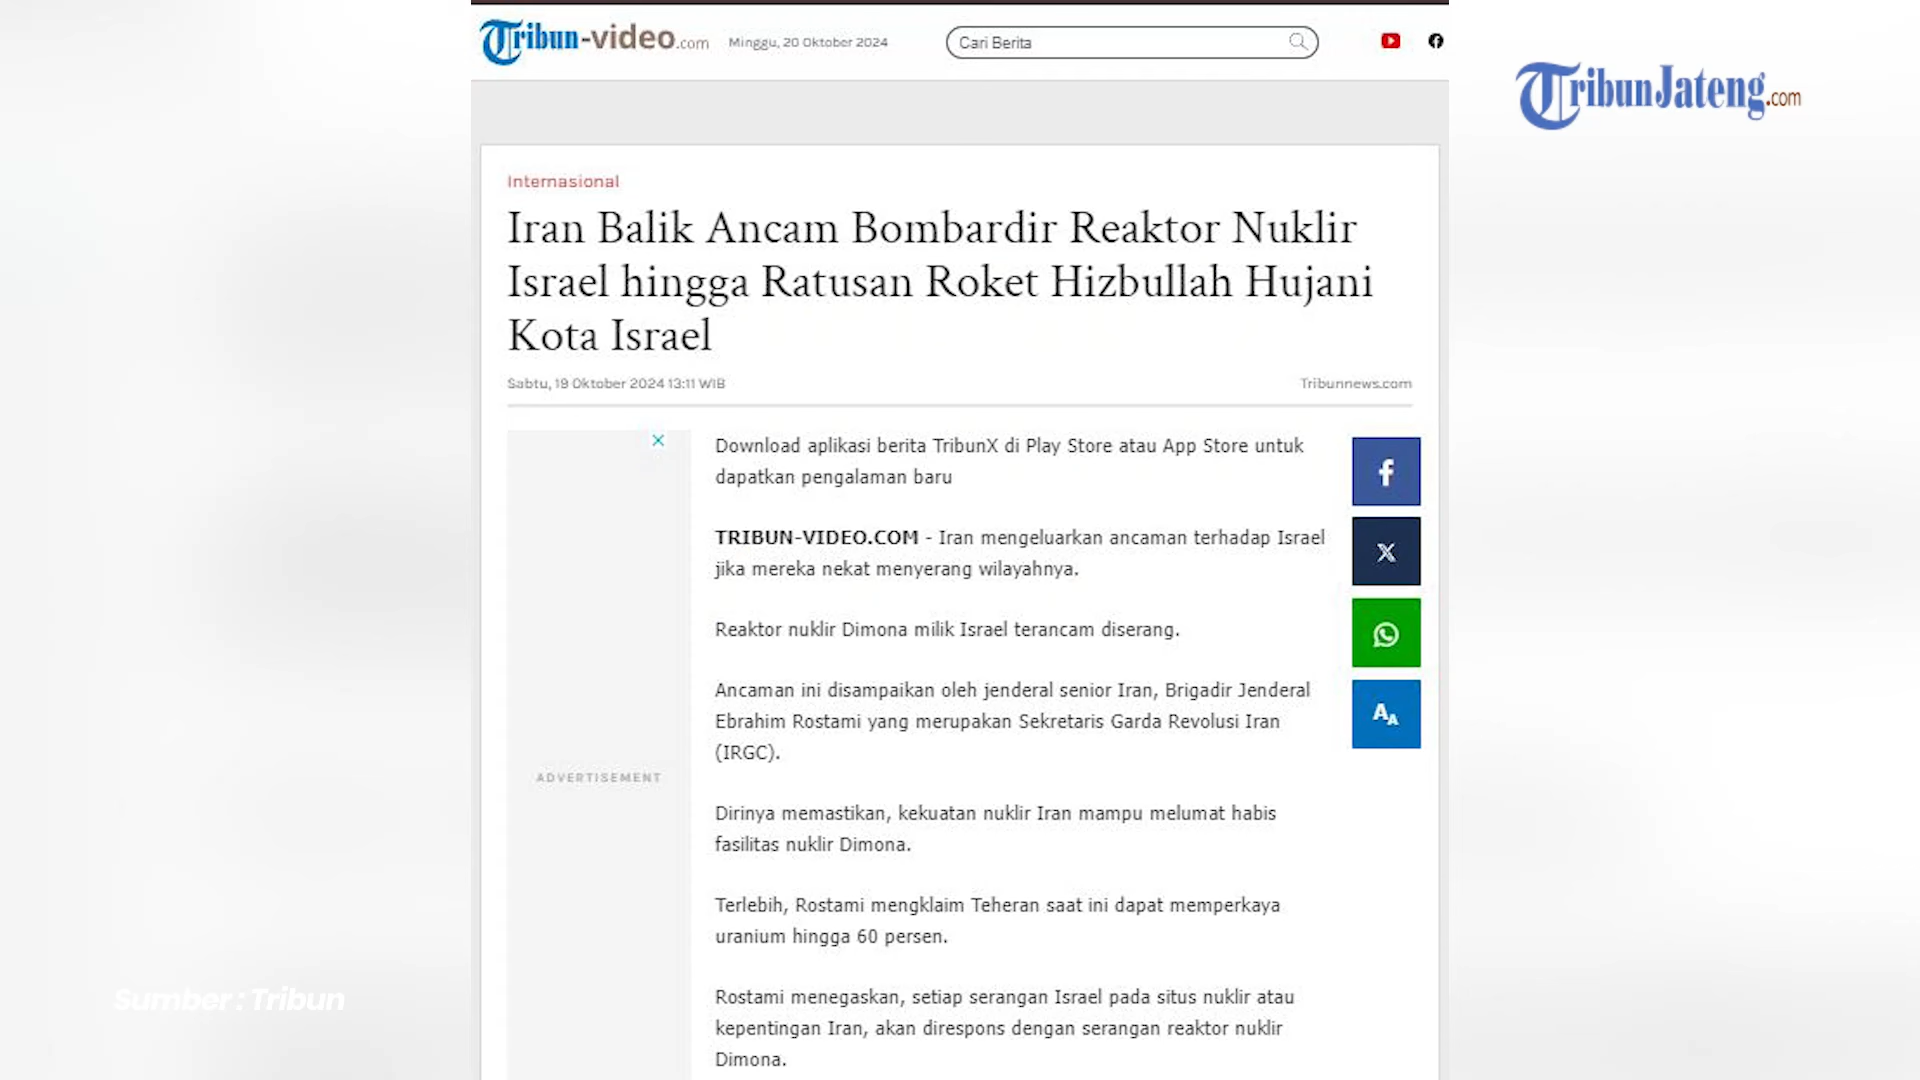 Tribun-video.com
Minggu, 20 Oktober 2024
Cari Berita
TribunJateng.com
Internasional
Iran Balik Ancam Bombardir Reaktor Nuklir
Israel hingga Ratusan Roket Hizbullah Hujani
Kota Israel
Sabtu, 19 Oktober 2024 13:11 WIB
Tribunnews.com
Download aplikasi berita TribunX di Play Store atau App Store untuk
dapatkan pengalaman baru
TRIBUN-VIDEO.COM - Iran mengeluarkan ancaman terhadap Israel
jika mereka nekat menyerang wilayahnya.
Reaktor nuklir Dimona milik Israel terancam diserang.
Ancaman ini disampaikan oleh jenderal senior Iran, Brigadir Jenderal
Ebrahim Rostami yang merupakan Sekretaris Garda Revolusi Iran
(IRGC).
ADVERTISEMENT
Dirinya memastikan, kekuatan nuklir Iran mampu melumat habis
fasilitas nuklir Dimona.
Terlebih, Rostami mengklaim Teheran saat ini dapat memperkaya
uranium hingga 60 persen.
Rostami menegaskan, setiap serangan Israel pada situs nuklir atau
kepentingan Iran, akan direspons dengan serangan reaktor nuklir
Dimona.
Sumber : Tribun